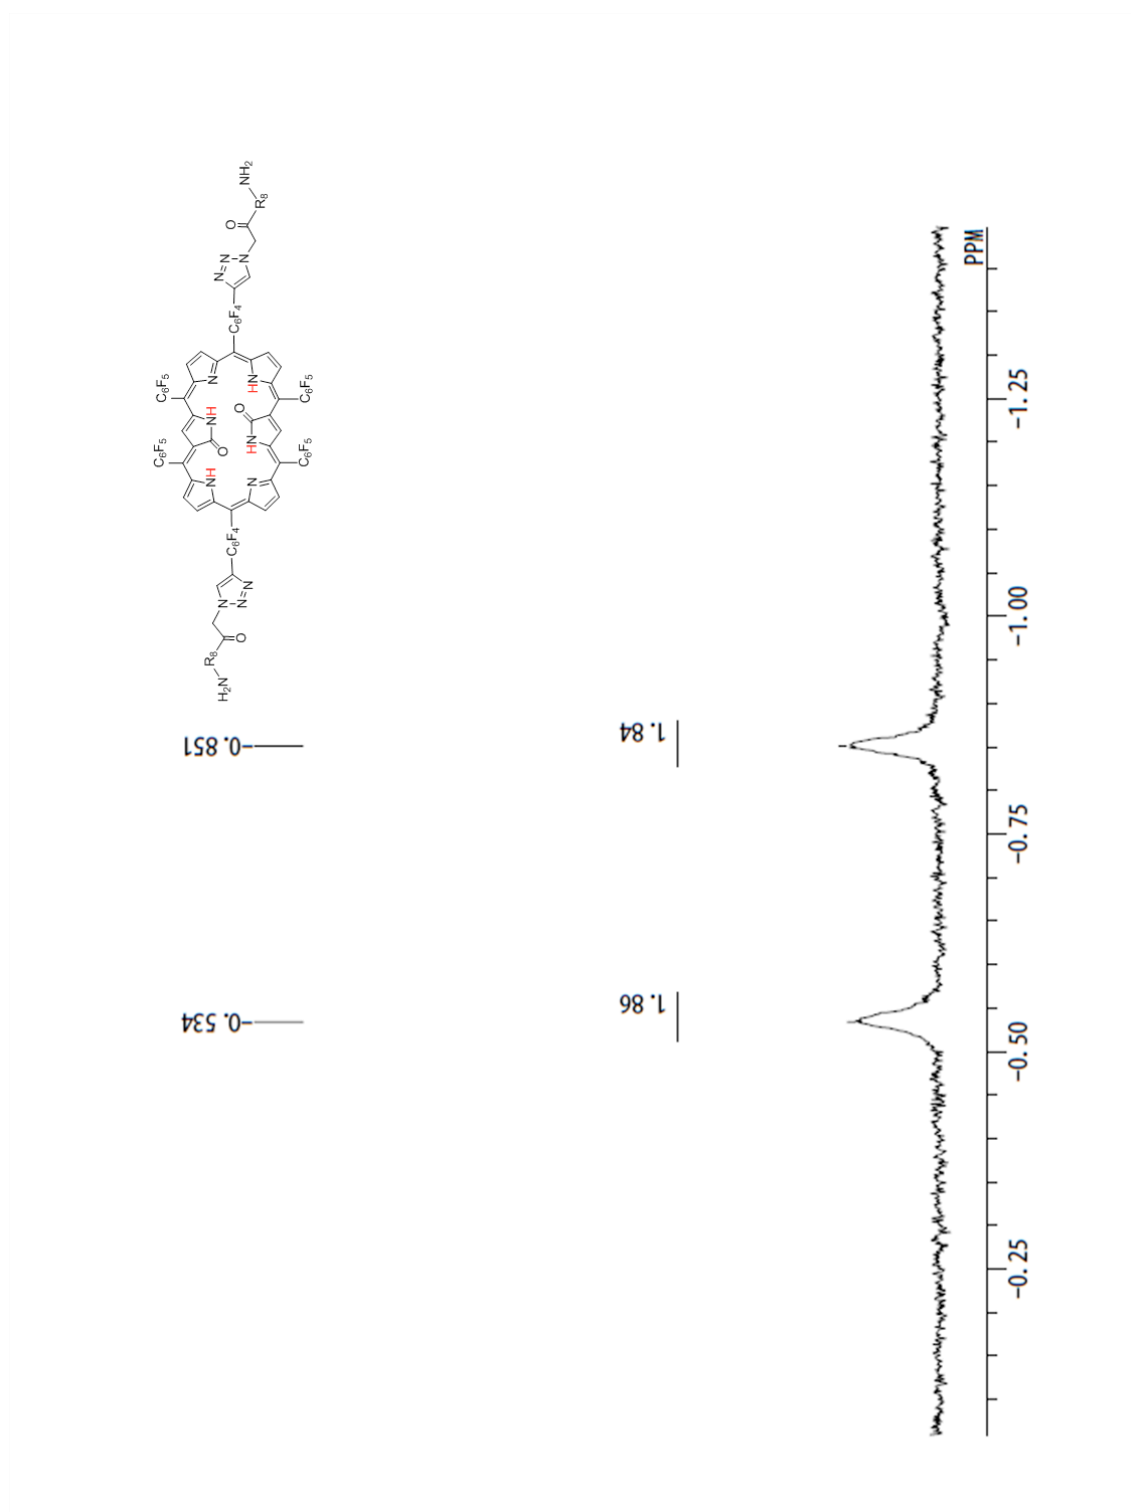 H2N
R8
O
N
N=N
C6F4
C6F5
C6F5
NH
N
O
NH
HN
O
N
HN
C6F5
C6F5
C6F4
N=N
N
O
R8
NH2
-0.534
-0.851
1.86
1.84
-0.25
-0.50
-0.75
-1.00
-1.25
PPM